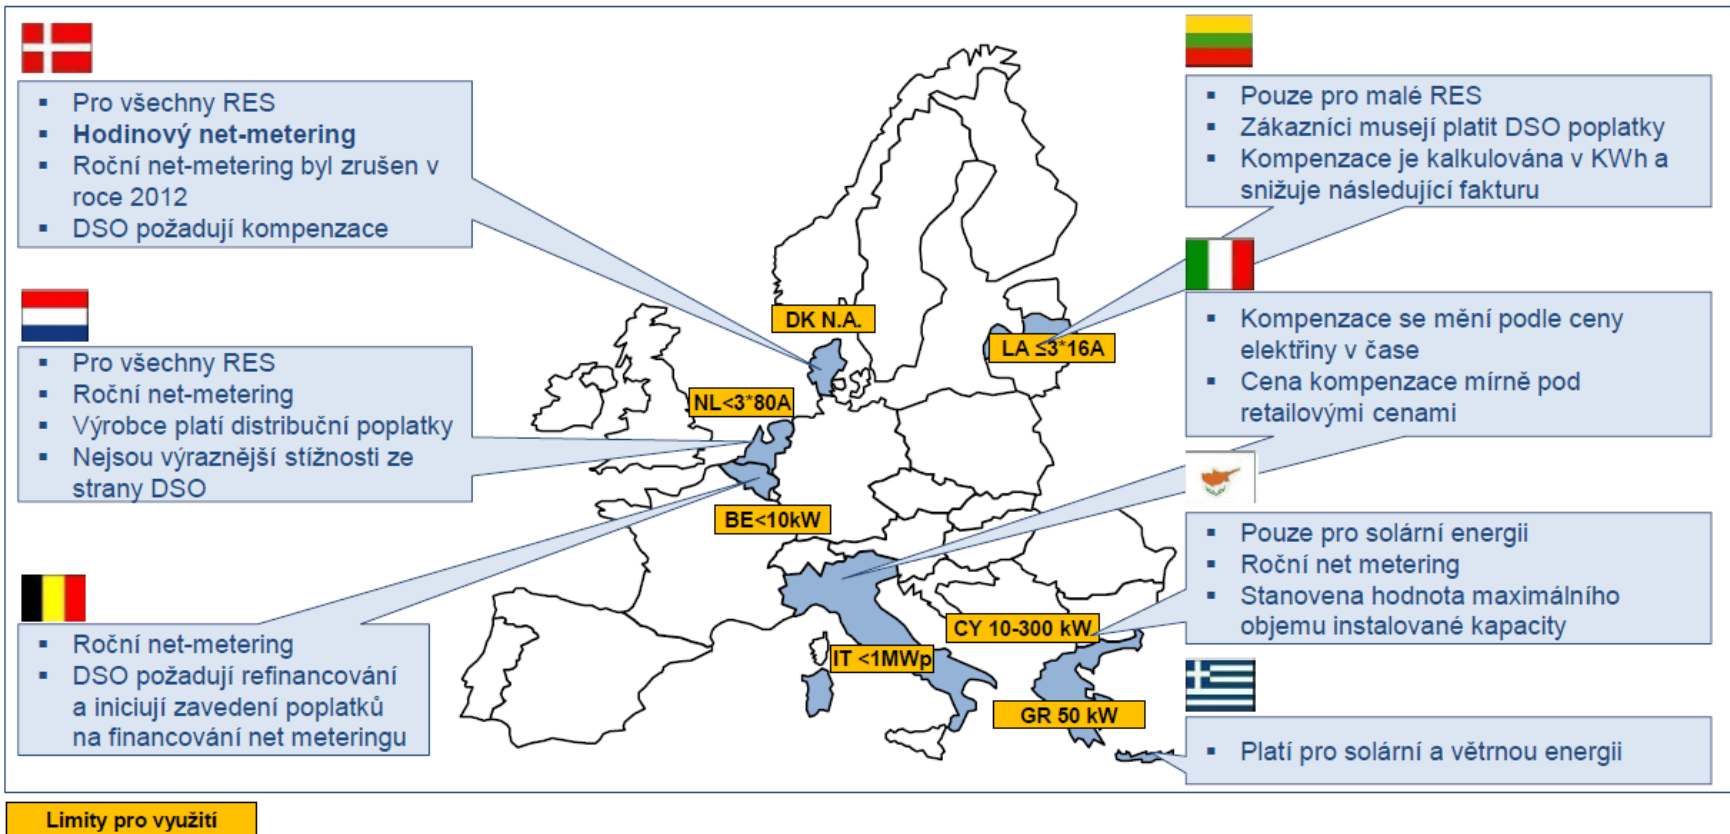 Pro všechny RES
Hodinový net-metering
Roční net-metering byl zrušen v
roce 2012
DSO požadují kompenzace
Pro všechny RES
Roční net-metering
Výrobce platí distribuční poplatky
Nejsou výraznější stížnosti ze
strany DSO
Roční net-metering
DSO požadují refinancování
a iniciují zavedení poplatků
na financování net meteringu
DK N.A.
LA ≤3*16A
NL<3*80A
BE<10kW
CY 10-300 kW
IT <1MWp
GR 50 kW
Pouze pro malé RES
Zákazníci musejí platit DSO poplatky
Kompenzace je kalkulována v KWh a
snižuje následující fakturu
Kompenzace se mění podle ceny
elektřiny v čase
Cena kompenzace mírně pod
retailovými cenami
Pouze pro solární energii
Roční net metering
Stanovena hodnota maximálního
objemu instalované kapacity
Platí pro solární a větrnou energii
Limity pro využití